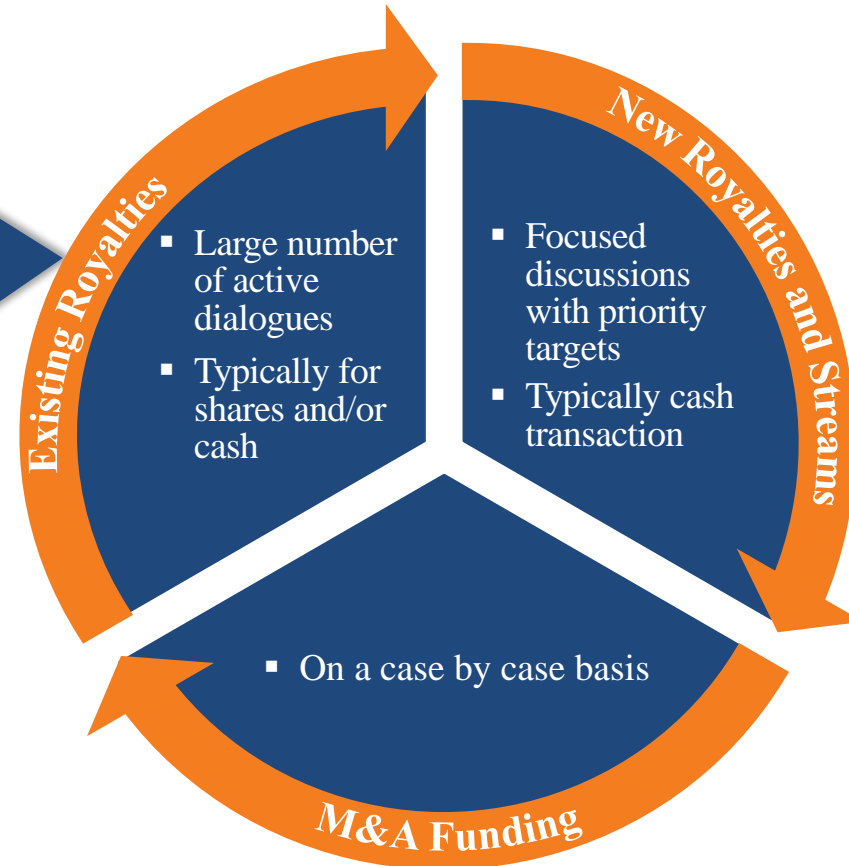 Existing Royalties
▪ Large number
of active
dialogues
▪ Typically for
shares and/or
cash
New Royalties and Streams
▪ Focused
discussions
with priority
targets
▪ Typically cash
transaction
▪ On a case by case basis
M&A Funding